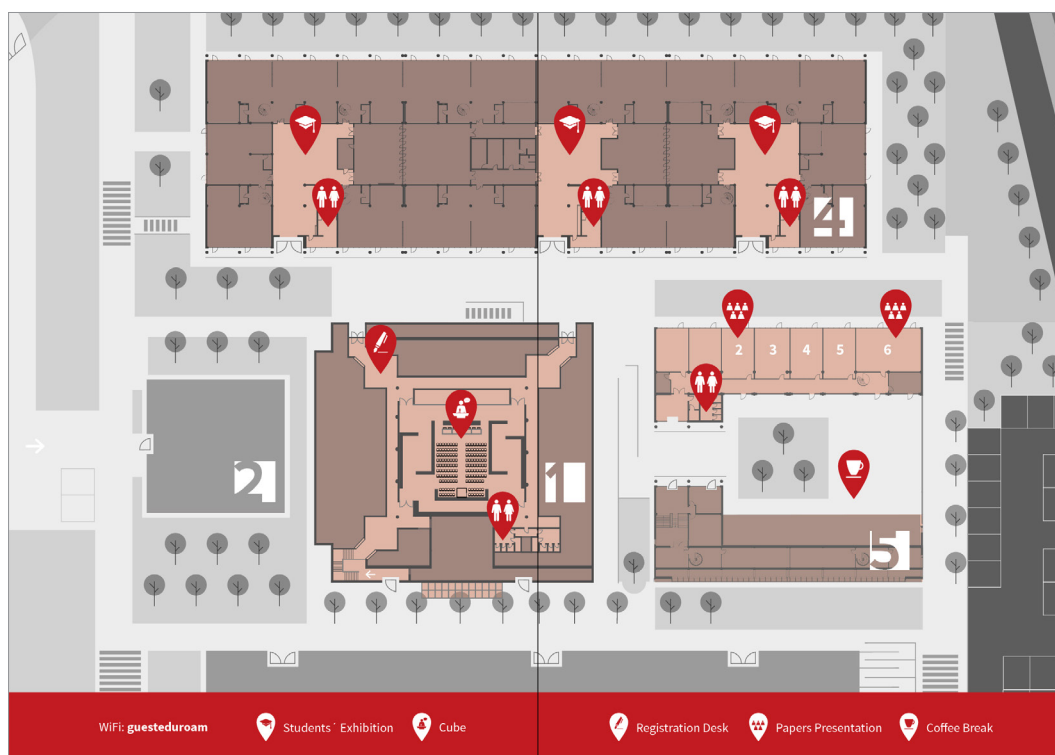 4
2
3
4
5
6
2
1
5
WiFi: guesteduroam
Students´ Exhibition
Cube
Registration Desk
Papers Presentation
Coffee Break